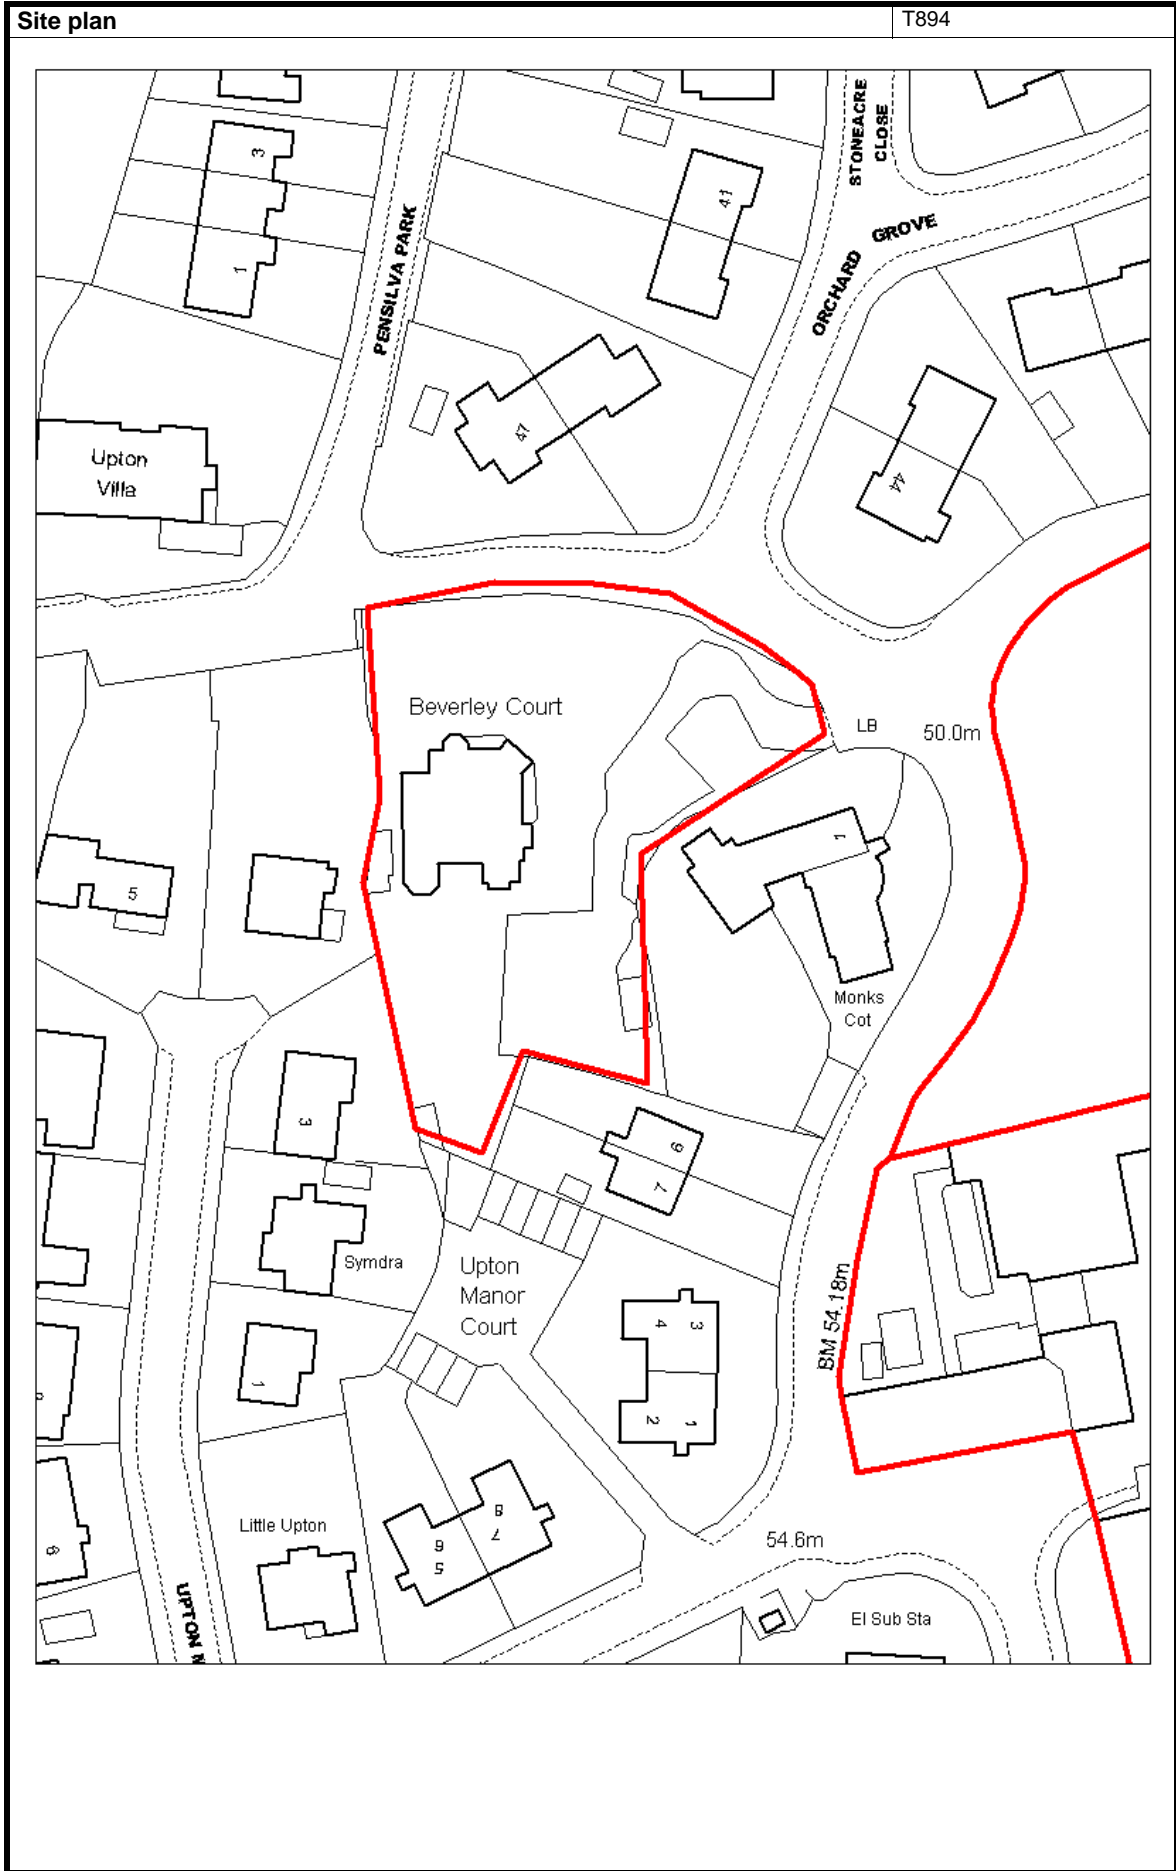 Site plan
T894
STONEACRE
CLOSE
3
41
PENSILVA PARK
ORCHARD GROVE
1
47
44
Upton
Villa
Beverley Court
LB
50.0m
1
5
Monks
Cot
3
9
7
Symdra
Upton
Manor
Court
BM 54.18m
4
3
1
2
1
Little Upton
8
7
6
5
54.6m
El Sub Sta
UPTON